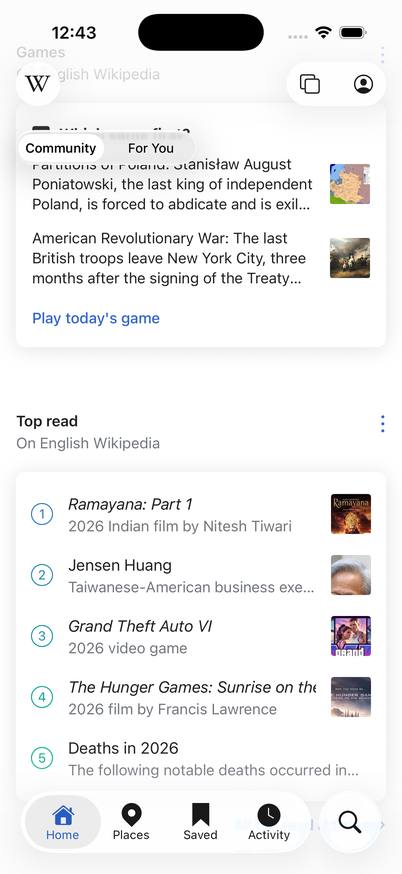 12:43
Games
English Wikipedia
W
Community
For You
Partitions of Poland: Stanisław August
Poniatowski, the last king of independent
Poland, is forced to abdicate and is exil...
American Revolutionary War: The last
British troops leave New York City, three
months after the signing of the Treaty...
Play today's game
Top read
On English Wikipedia
1
Ramayana: Part 1
2026 Indian film by Nitesh Tiwari
Ramayana
2
Jensen Huang
Taiwanese-American business exe...
3
Grand Theft Auto VI
2026 video game
4
The Hunger Games: Sunrise on the
2026 film by Francis Lawrence
5
Deaths in 2026
The following notable deaths occurred in...
Home
Places
Saved
Activity